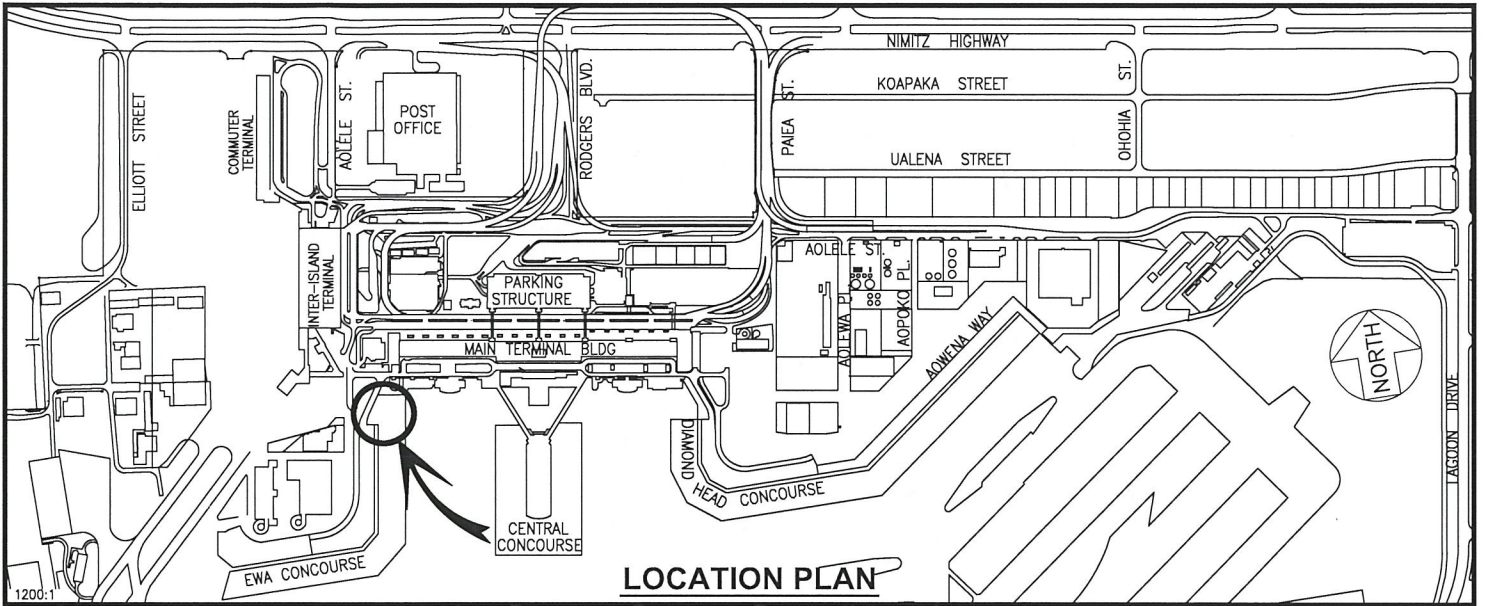 NIMITZ HIGHWAY
KOAPAKA STREET
UALENA STREET
OHOHIA ST.
PAIEA ST.
RODGERS BLVD.
POST
OFFICE
AOLELE ST.
COMMUTER
TERMINAL
ELLIOTT STREET
INTER-ISLAND
TERMINAL
PARKING
STRUCTURE
MAIN TERMINAL BLDG
AOLELE ST.
AOPOKO PL.
AOWENA WAY
NORTH
LAGOON DRIVE
DIAMOND
HEAD CONCOURSE
CENTRAL
CONCOURSE
EWA CONCOURSE
LOCATION PLAN
1200:1